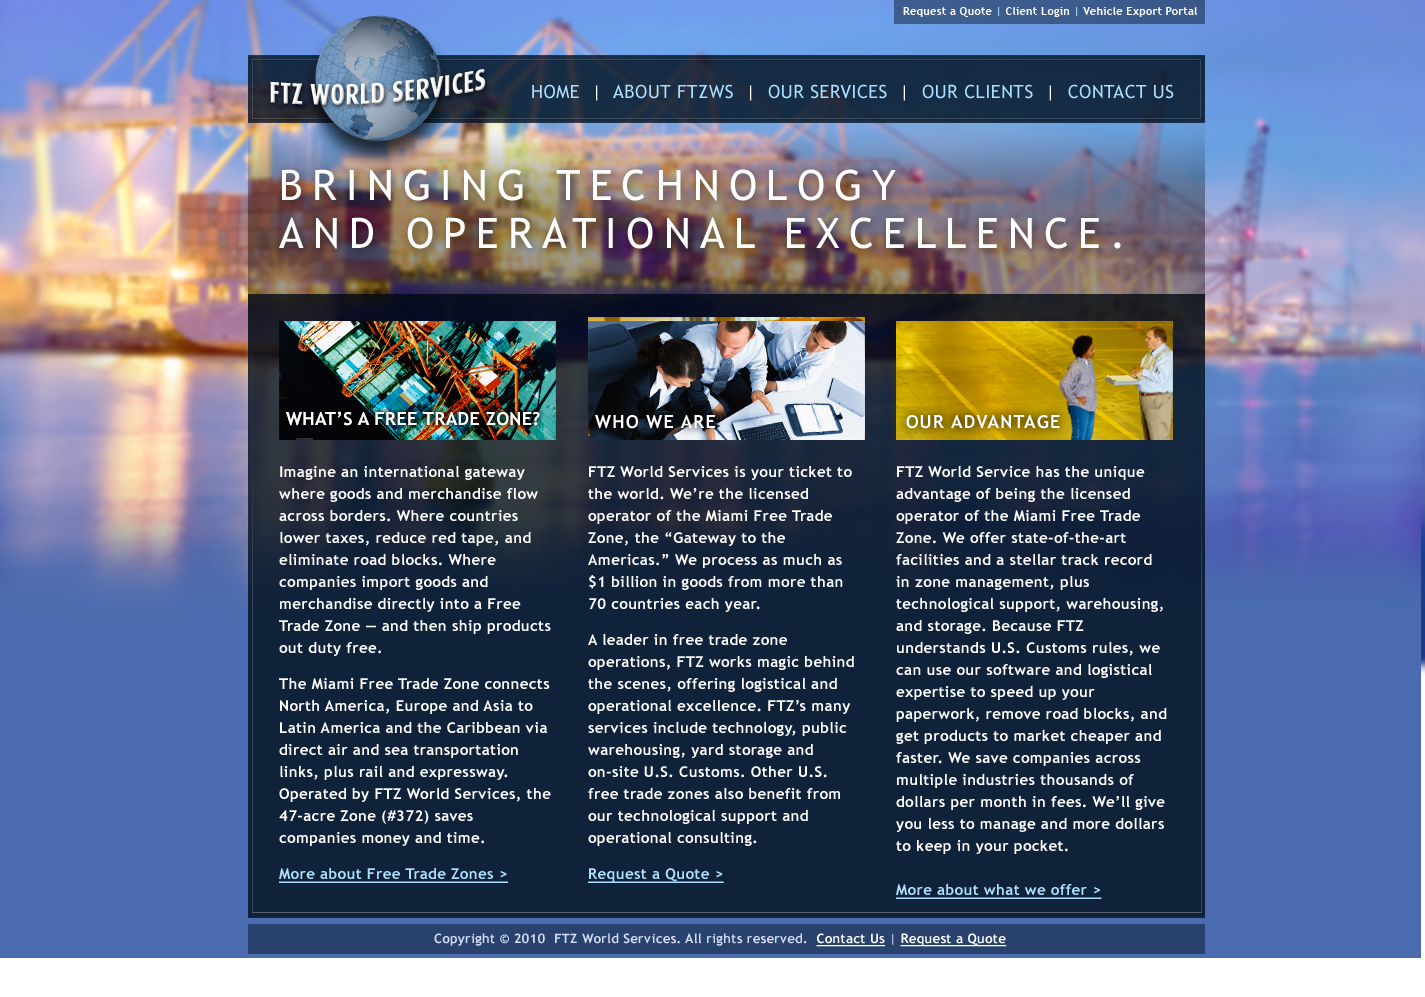 Request a Quote | Client Login | Vehicle Export Portal
FTZ WORLD SERVICES
HOME | ABOUT FTZWS | OUR SERVICES | OUR CLIENTS | CONTACT US
BRINGING TECHNOLOGY
AND OPERATIONAL EXCELLENCE.
WHAT'S A FREE TRADE ZONE?
Imagine an international gateway
where goods and merchandise flow
across borders. Where countries
lower taxes, reduce red tape, and
eliminate road blocks. Where
companies import goods and
merchandise directly into a Free
Trade Zone — and then ship products
out duty free.
The Miami Free Trade Zone connects
North America, Europe and Asia to
Latin America and the Caribbean via
direct air and sea transportation
links, plus rail and expressway.
Operated by FTZ World Services, the
47-acre Zone (#372) saves
companies money and time.
More about Free Trade Zones >
WHO WE ARE
FTZ World Services is your ticket to
the world. We’re the licensed
operator of the Miami Free Trade
Zone, the “Gateway to the
Americas.” We process as much as
$1 billion in goods from more than
70 countries each year.
A leader in free trade zone
operations, FTZ works magic behind
the scenes, offering logistical and
operational excellence. FTZ’s many
services include technology, public
warehousing, yard storage and
on-site U.S. Customs. Other U.S.
free trade zones also benefit from
our technological support and
operational consulting.
Request a Quote >
OUR ADVANTAGE
FTZ World Service has the unique
advantage of being the licensed
operator of the Miami Free Trade
Zone. We offer state-of-the-art
facilities and a stellar track record
in zone management, plus
technological support, warehousing,
and storage. Because FTZ
understands U.S. Customs rules, we
can use our software and logistical
expertise to speed up your
paperwork, remove road blocks, and
get products to market cheaper and
faster. We save companies across
multiple industries thousands of
dollars per month in fees. We’ll give
you less to manage and more dollars
to keep in your pocket.
More about what we offer >
Copyright © 2010 FTZ World Services. All rights reserved. Contact Us | Request a Quote